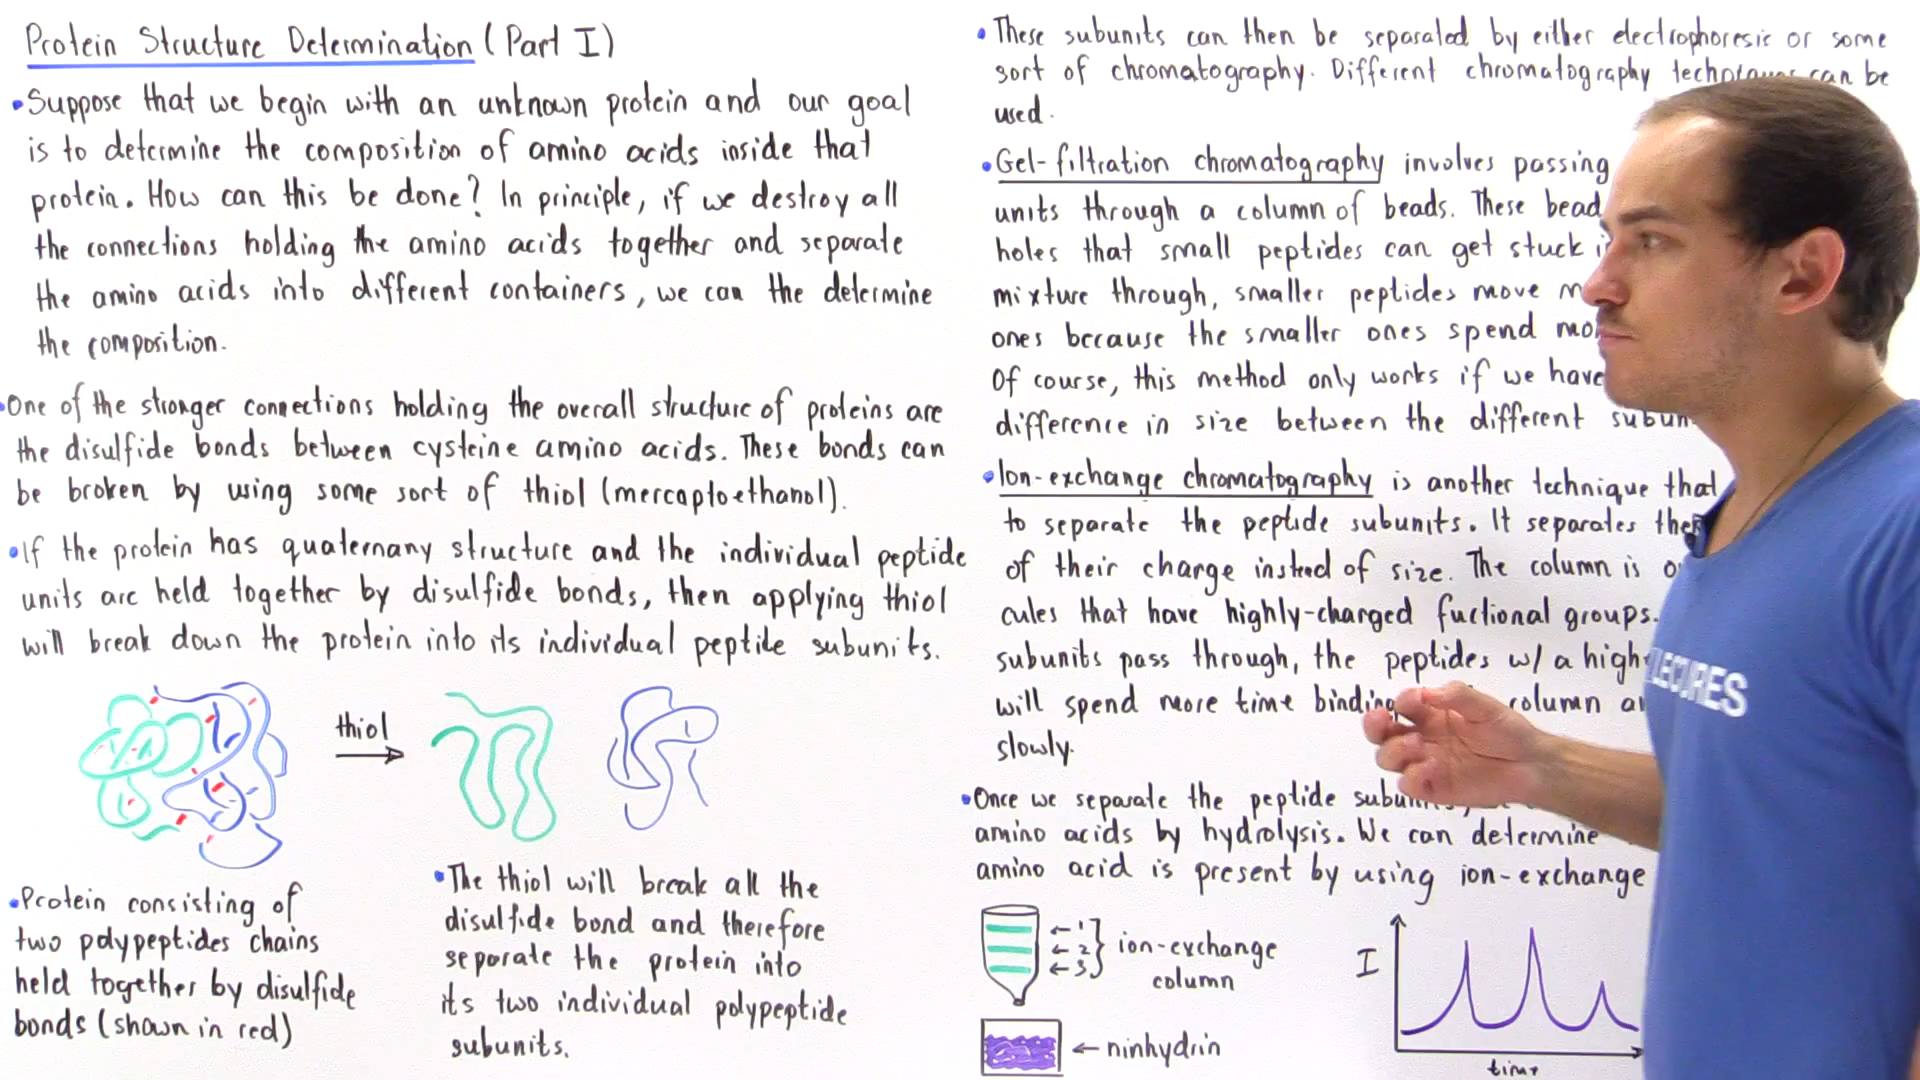 Protein Structure Determination (Part I)
•Suppose that we begin with an unknown protein and our goal
is to determine the composition of amino acids inside that
protein. How can this be done? In principle, if we destroy all
the connections holding the amino acids together and separate
the amino acids into different containers, we can the determine
the composition.
•One of the stronger connections holding the overall structure of proteins are
the disulfide bonds between cysteine amino acids. These bonds can
be broken by using some sort of thiol (mercaptoethanol).
•If the protein has quaternany structure and the individual peptide
units are held together by disulfide bonds, then applying thiol
will break down the protein into its individual peptide subunits.
thiol
•Protein consisting of
two polypeptides chains
held together by disulfide
bonds (shown in red)
•The thiol will break all the
disulfide bond and therefore
separate the protein into
its two individual polypeptide
subunits.
•These subunits can then be separated by either electrophoresis or some
sort of chromatography. Different chromatography can be
used.
•Gel-filtration chromatography involves passing
units through a column of beads. These
holes that small peptides can get stuck
mixture through, smaller peptides move
ones because the smaller ones spend
Of course, this method only works if we have
difference in size between the different
•Ion-exchange chromatography is another technique that
to separate the peptide subunits. It separates
of their charge instead of size. The column is
cules that have highly-charged fuctional groups.
subunits pass through, the peptides w/ a high
will spend more time binding column
slowly.
•Once we separate the peptide
amino acids by hydrolysis. We can determine
amino acid is present by using ion-exchange
←1
←2
←3
ion-exchange
column
←ninhydrin
I
time
LECTURES